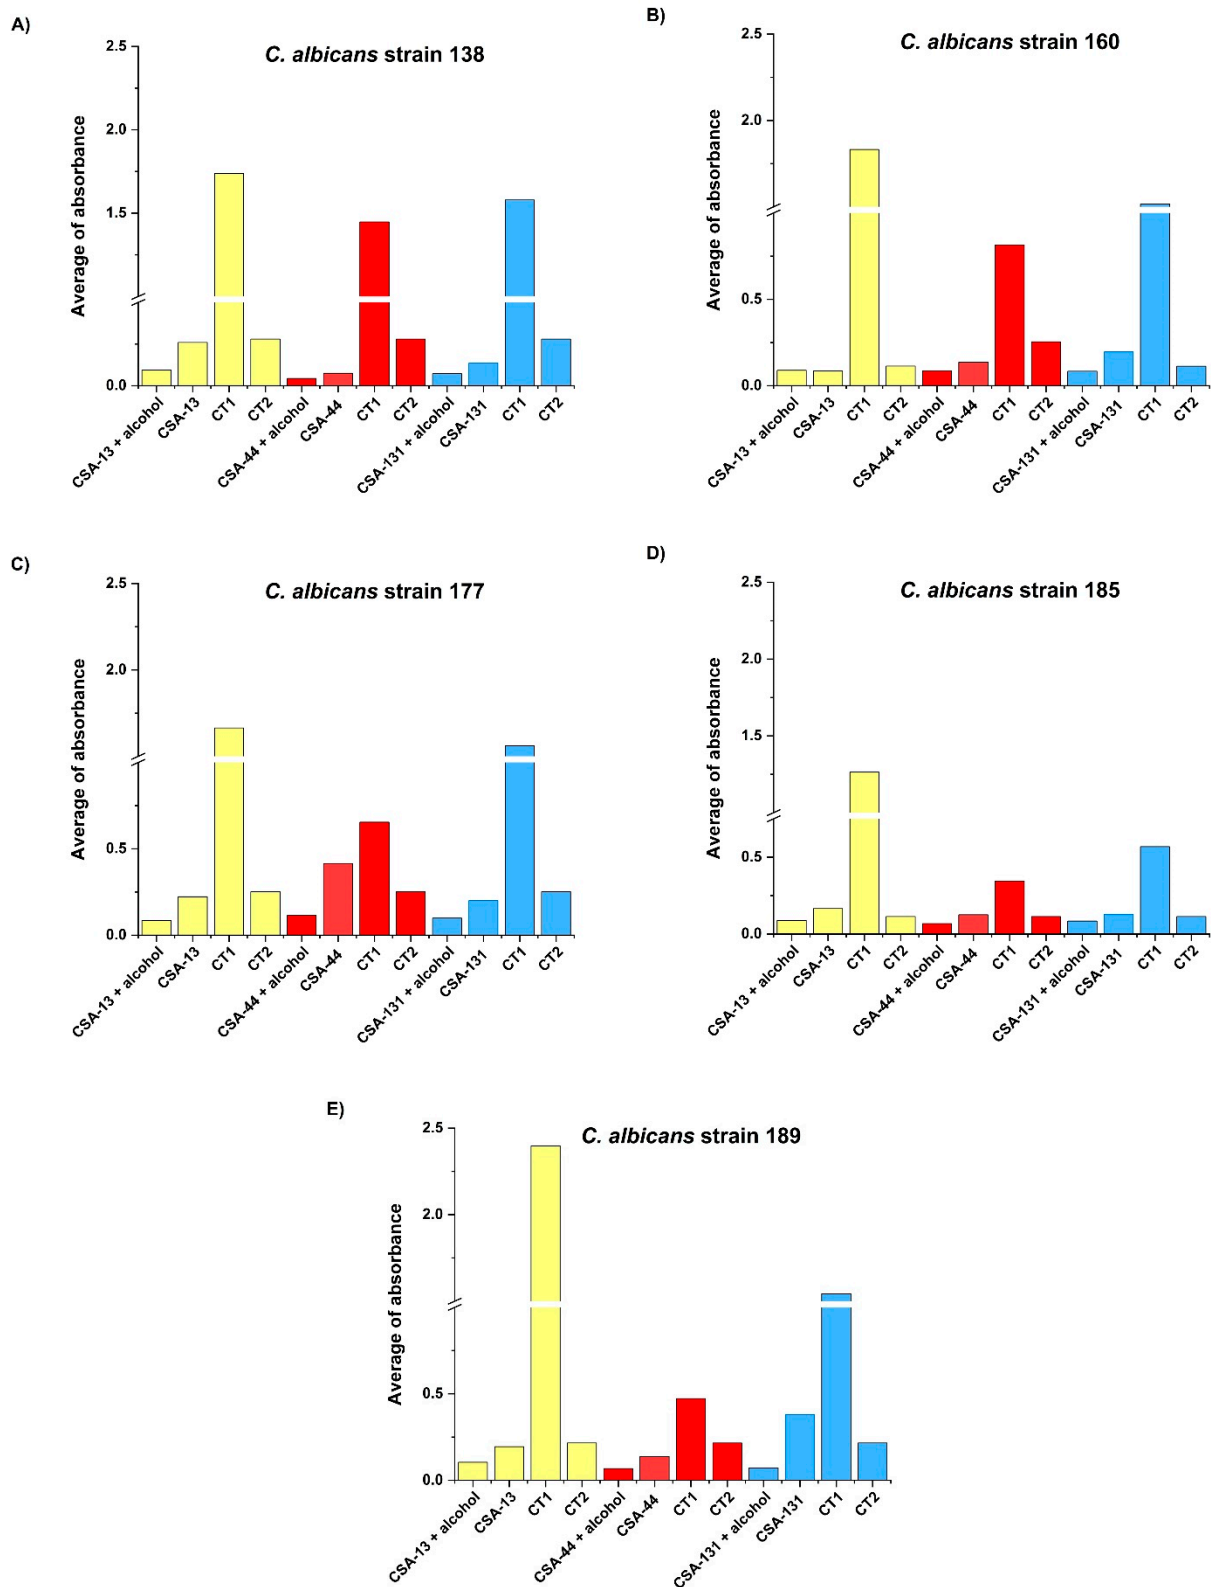 A)
C. albicans strain 138
Average of absorbance
2.5
2.0
1.5
0.0
CSA-13 + alcohol
CSA-13
CT1
CT2
CSA-44 + alcohol
CSA-44
CT1
CT2
CSA-131 + alcohol
CSA-131
CT1
CT2
B)
C. albicans strain 160
Average of absorbance
2.5
2.0
0.5
0.0
CSA-13 + alcohol
CSA-13
CT1
CT2
CSA-44 + alcohol
CSA-44
CT1
CT2
CSA-131 + alcohol
CSA-131
CT1
CT2
C)
C. albicans strain 177
Average of absorbance
2.5
2.0
0.5
0.0
CSA-13 + alcohol
CSA-13
CT1
CT2
CSA-44 + alcohol
CSA-44
CT1
CT2
CSA-131 + alcohol
CSA-131
CT1
CT2
D)
C. albicans strain 185
Average of absorbance
2.5
2.0
1.5
0.5
0.0
CSA-13 + alcohol
CSA-13
CT1
CT2
CSA-44 + alcohol
CSA-44
CT1
CT2
CSA-131 + alcohol
CSA-131
CT1
CT2
E)
C. albicans strain 189
Average of absorbance
2.5
2.0
0.5
0.0
CSA-13 + alcohol
CSA-13
CT1
CT2
CSA-44 + alcohol
CSA-44
CT1
CT2
CSA-131 + alcohol
CSA-131
CT1
CT2